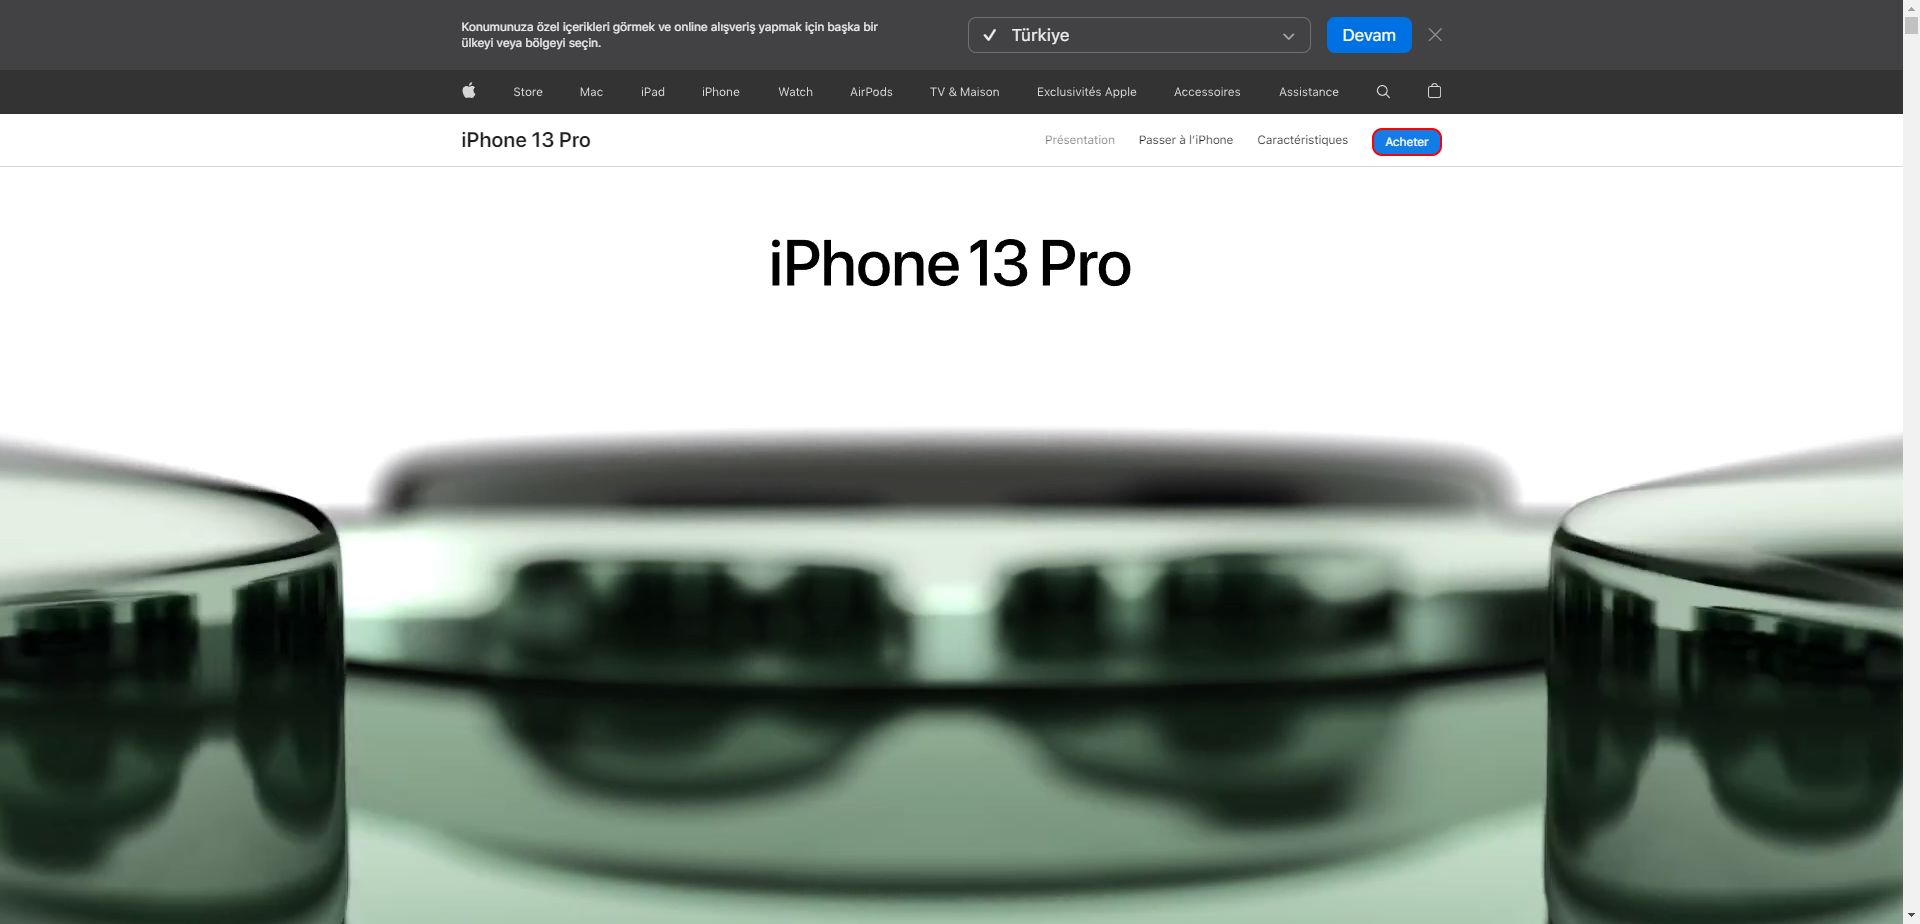 Konumunuza özel içerikleri görmek ve online alışveriş yapmak için başka bir
ülkeyi veya bölgeyi seçin.
Türkiye
Devam
Store Mac iPad iPhone Watch AirPods TV & Maison Exclusivités Apple Accessoires Assistance
iPhone 13 Pro
Présentation Passer à l'iPhone Caractéristiques Acheter
iPhone 13 Pro